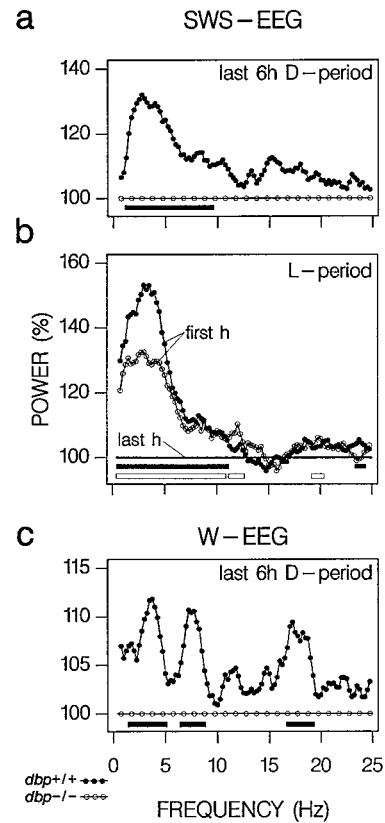 a
SWS–EEG
140
last 6h D–period
120
100
b
160
L–period
140
first h
POWER (%)
120
last h
100
c
W–EEG
115
last 6h D–period
110
105
100
0 5 10 15 20 25
dbp+/+
dbp-/-
FREQUENCY (Hz)